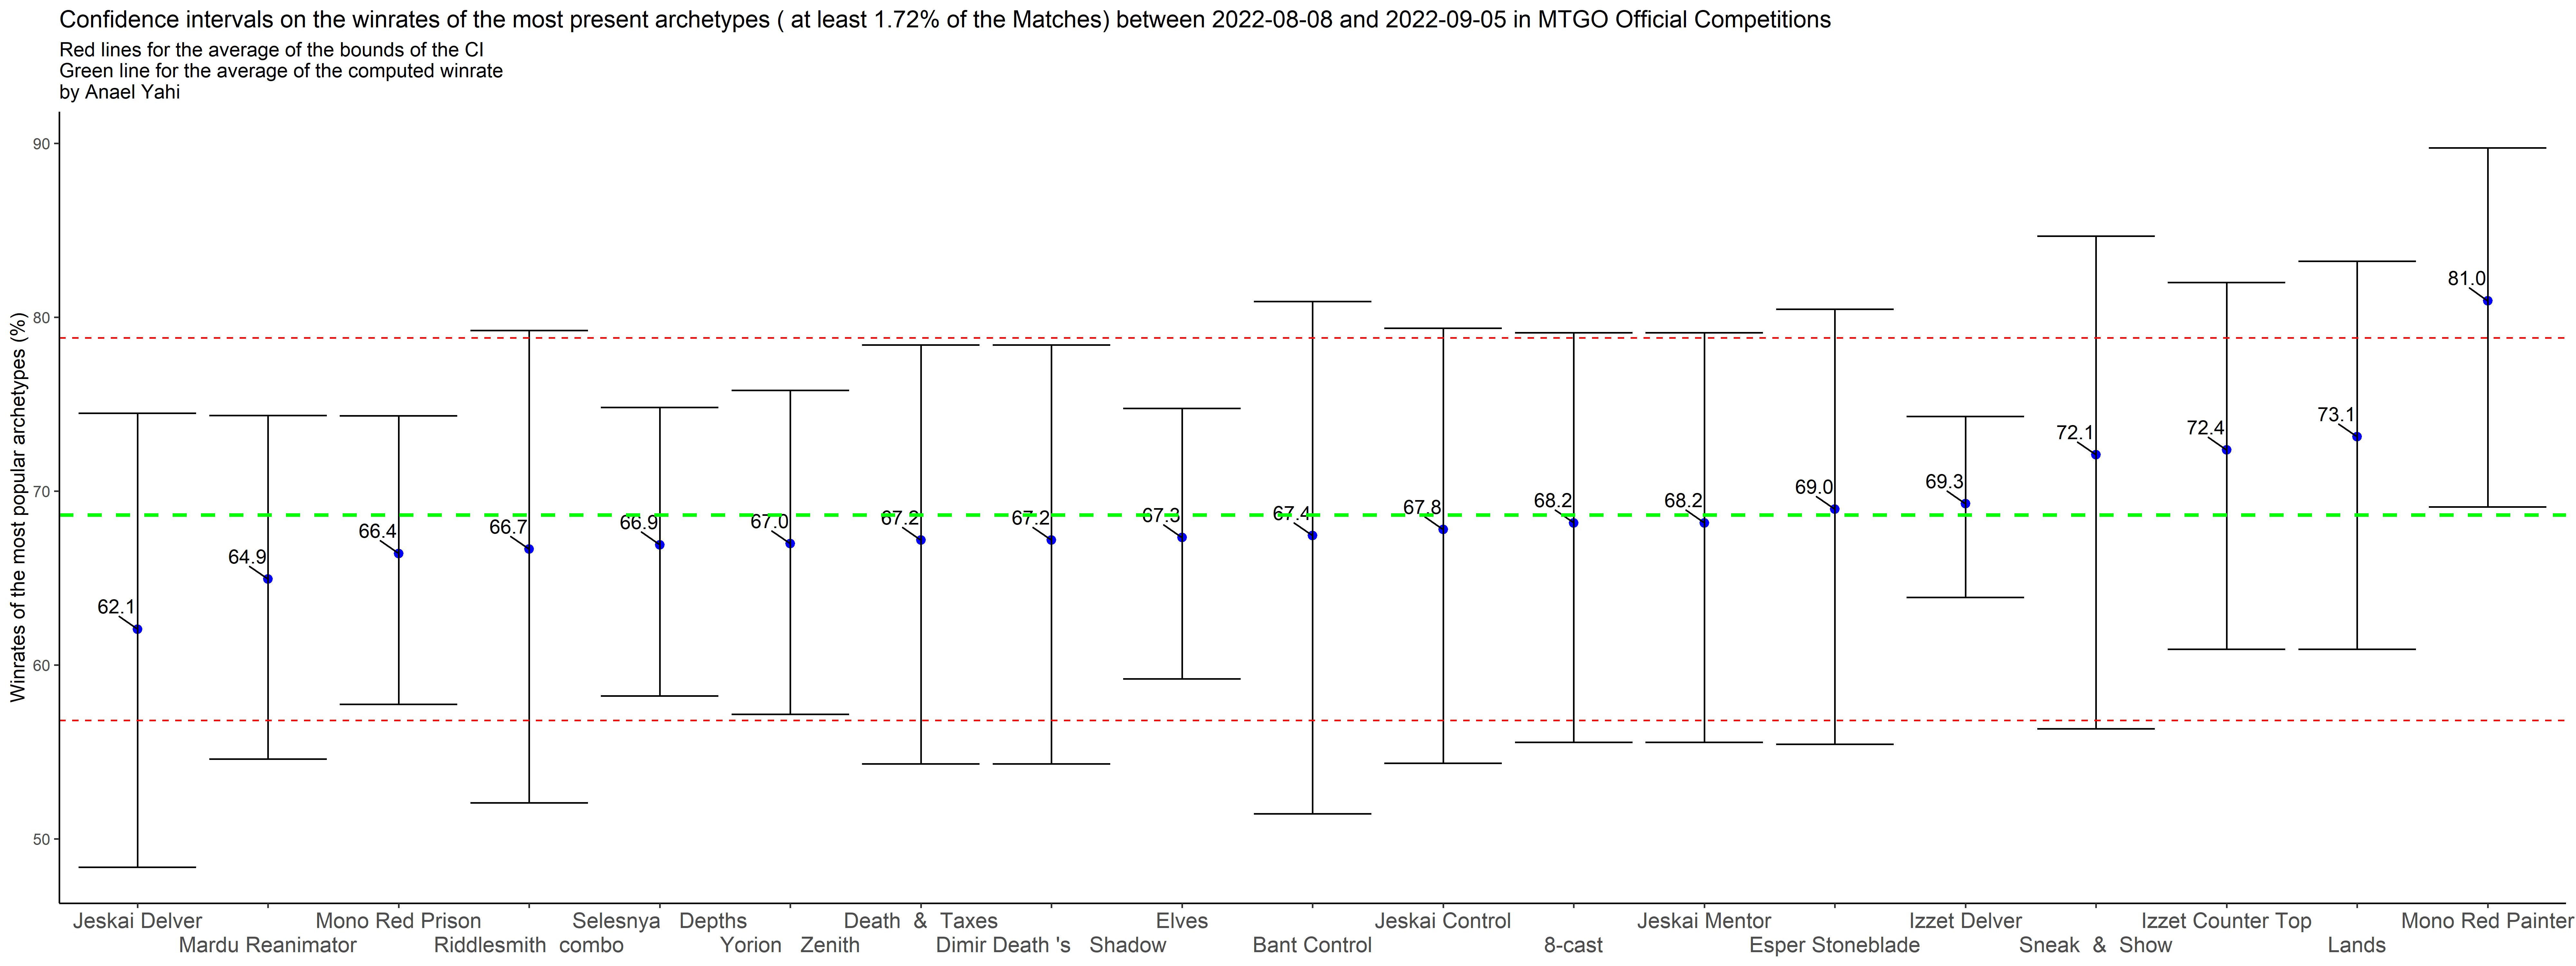 Confidence intervals on the winrates of the most present archetypes ( at least 1.72% of the Matches) between 2022-08-08 and 2022-09-05 in MTGO Official Competitions
Red lines for the average of the bounds of the CI
Green line for the average of the computed winrate
by Anael Yahi
Winrates of the most popular archetypes (%)
90
80
70
60
50
62.1
64.9
66.4
66.7
66.9
67.0
67.2
67.2
67.3
67.4
67.8
68.2
68.2
69.0
69.3
72.1
72.4
73.1
81.0
Jeskai Delver
Mardu Reanimator
Mono Red Prison
Riddlesmith combo
Selesnya Depths
Yorion Zenith
Death & Taxes
Dimir Death 's Shadow
Elves
Bant Control
Jeskai Control
8-cast
Jeskai Mentor
Esper Stoneblade
Izzet Delver
Sneak & Show
Izzet Counter Top
Lands
Mono Red Painter